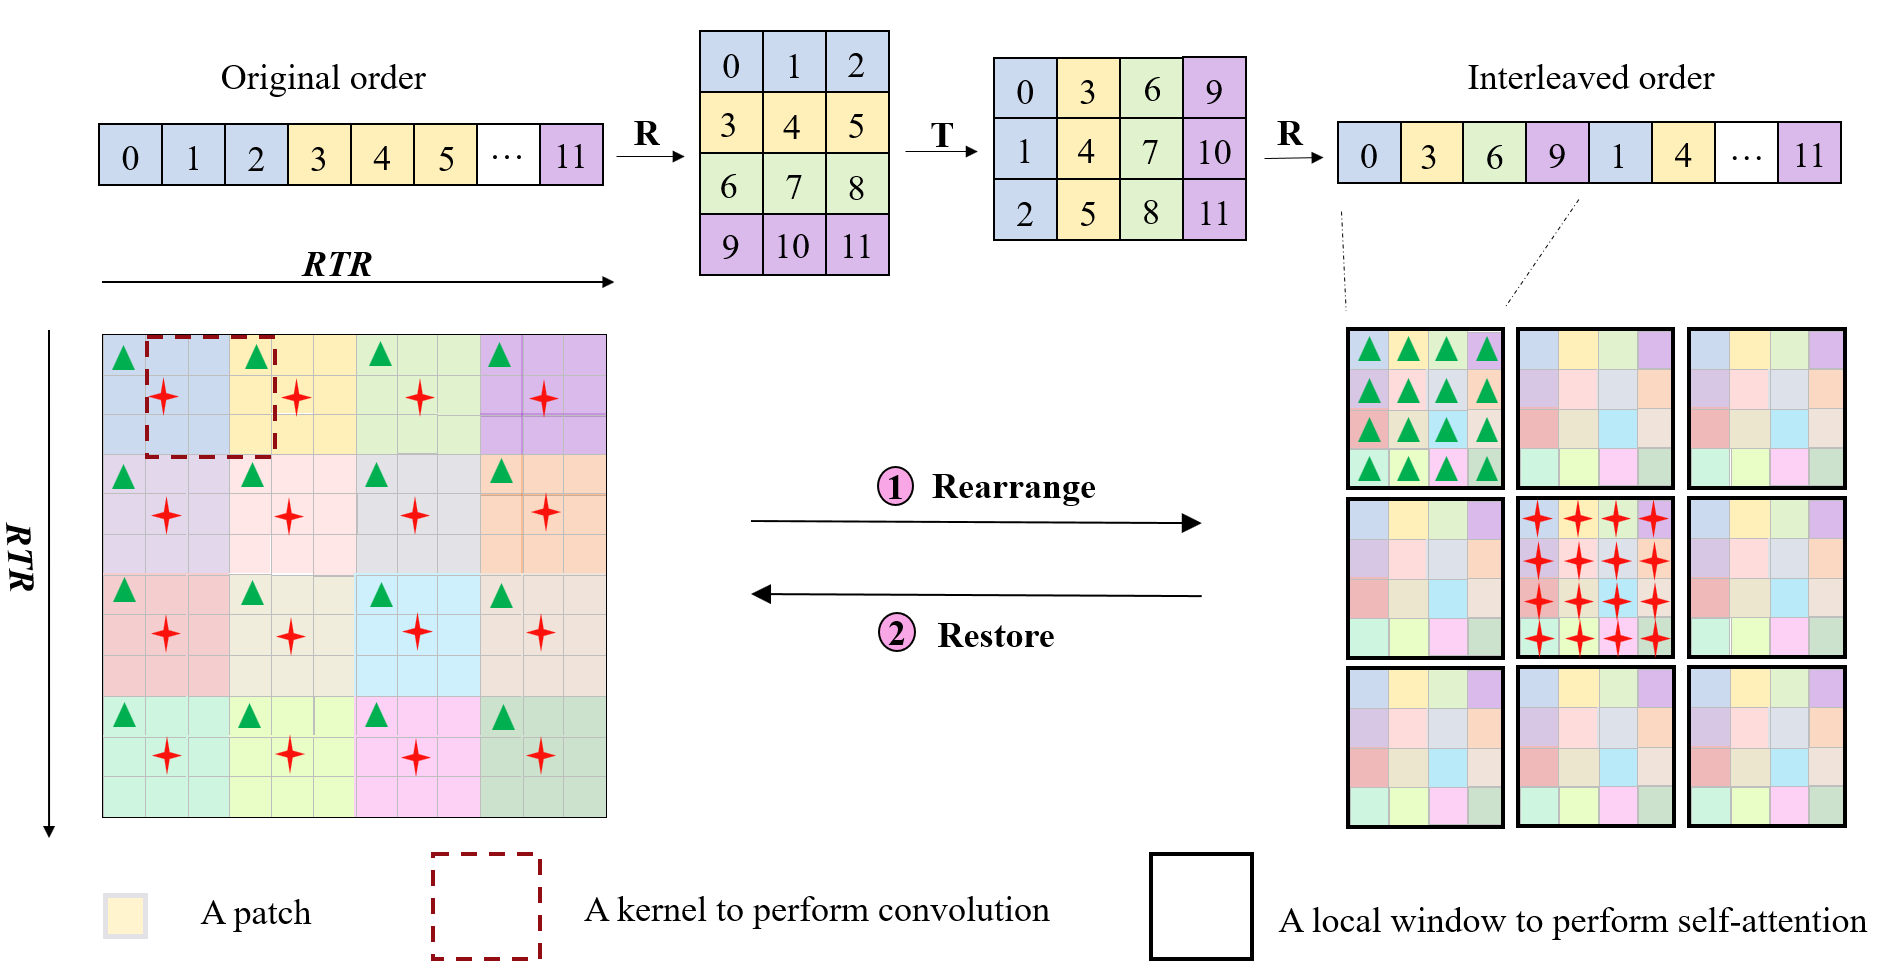 Original order
0 1 2 3 4 5 ... 11
R
0 1 2
3 4 5
6 7 8
9 10 11
T
0 3 6 9
1 4 7 10
2 5 8 11
R
Interleaved order
0 3 6 9 1 4 ... 11
RTR
RTR
1 Rearrange
2 Restore
A patch
A kernel to perform convolution
A local window to perform self-attention